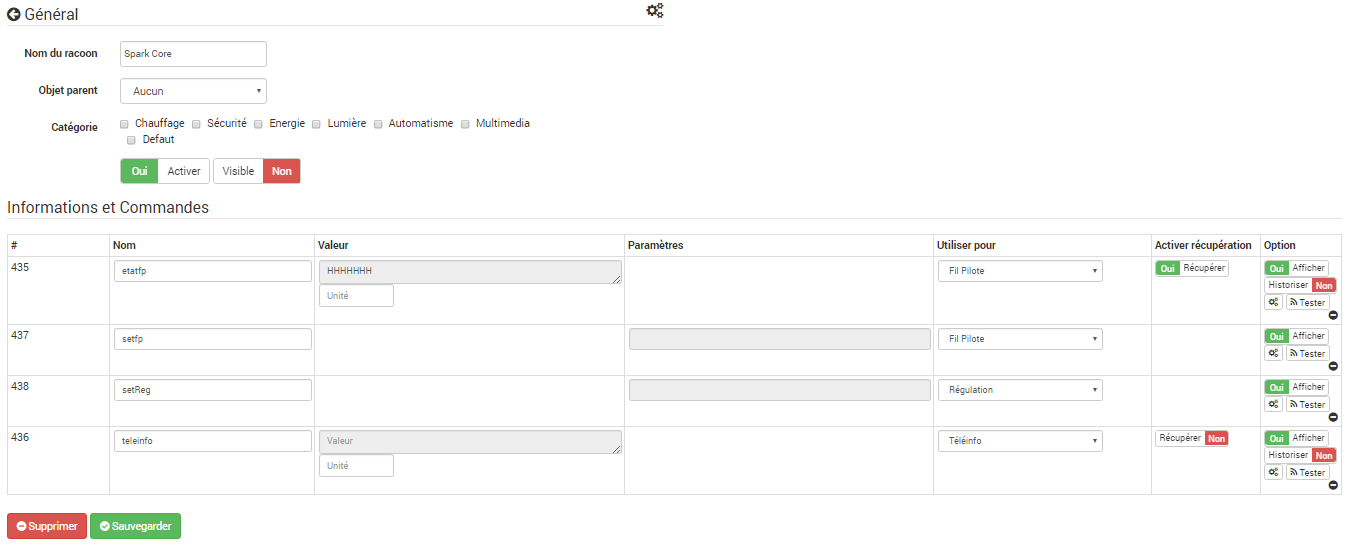 Général
Nom du racoon Spark Core
Objet parent Aucun
Catégorie Chauffage Sécurité Energie Lumière Automatisme Multimedia
Defaut
Oui Activer Visible Non
Informations et Commandes
# Nom Valeur Paramètres Utiliser pour Activer récupération Option
435 etatfp HHHHHHH Fil Pilote Oui Récupérer Oui Afficher
Unité Historiser Non
Tester
437 setfp Fil Pilote Oui Afficher
Tester
438 setReg Régulation Oui Afficher
Tester
436 teleinfo Valeur Téléinfo Récupérer Non Oui Afficher
Unité Historiser Non
Tester
Supprimer Sauvegarder